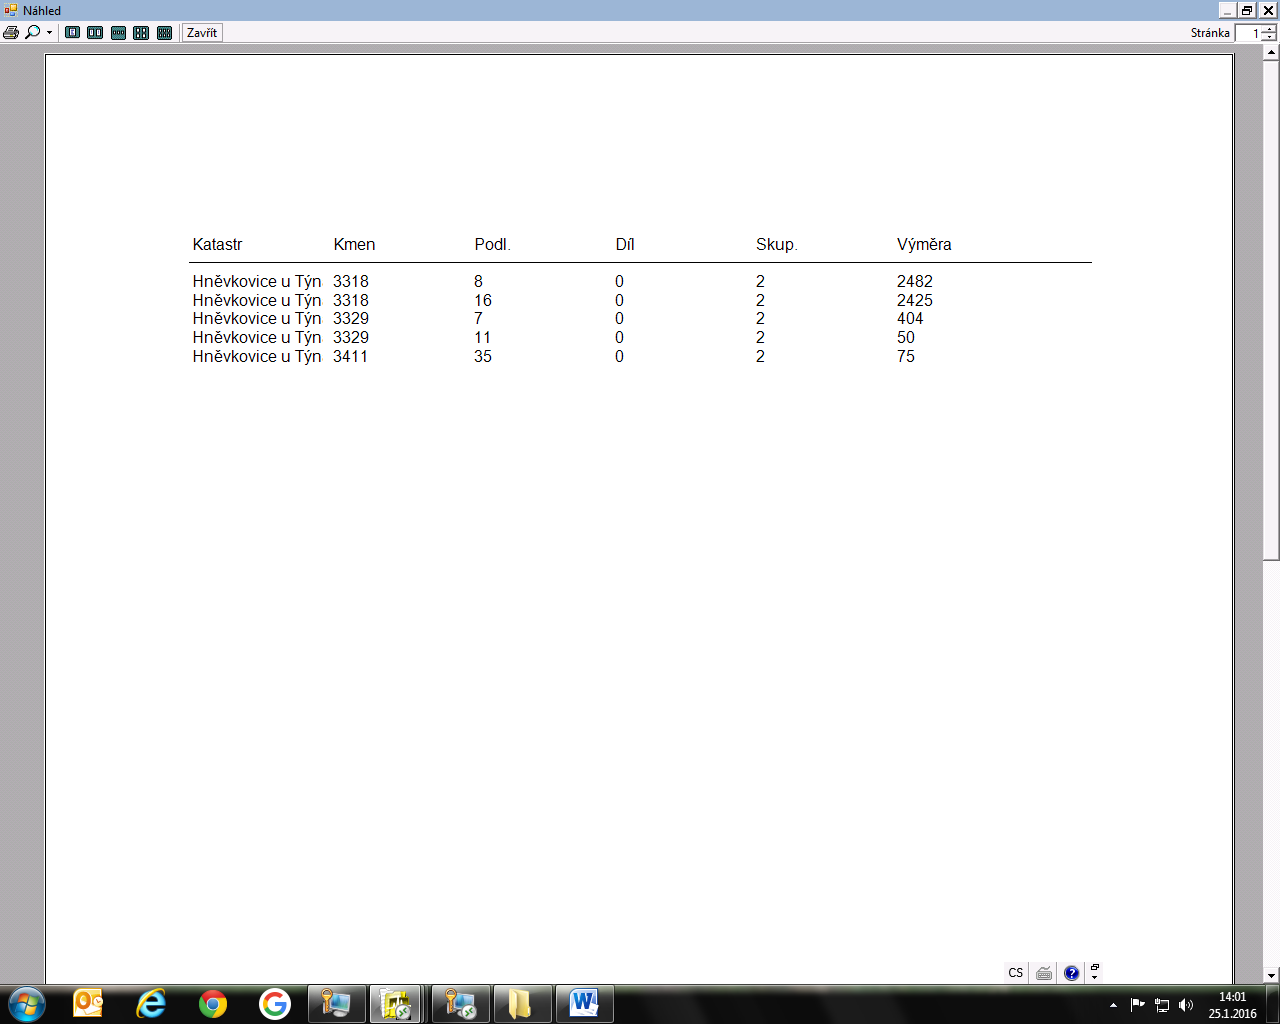 Náhled
Zavřít Stránka 1
Katastr Kmen Podl. Díl Skup. Výměra
Hněvkovice u Týn 3318 8 0 2 2482
Hněvkovice u Týn 3318 16 0 2 2425
Hněvkovice u Týn 3329 7 0 2 404
Hněvkovice u Týn 3329 11 0 2 50
Hněvkovice u Týn 3411 35 0 2 75
CS
14:01
25.1.2016